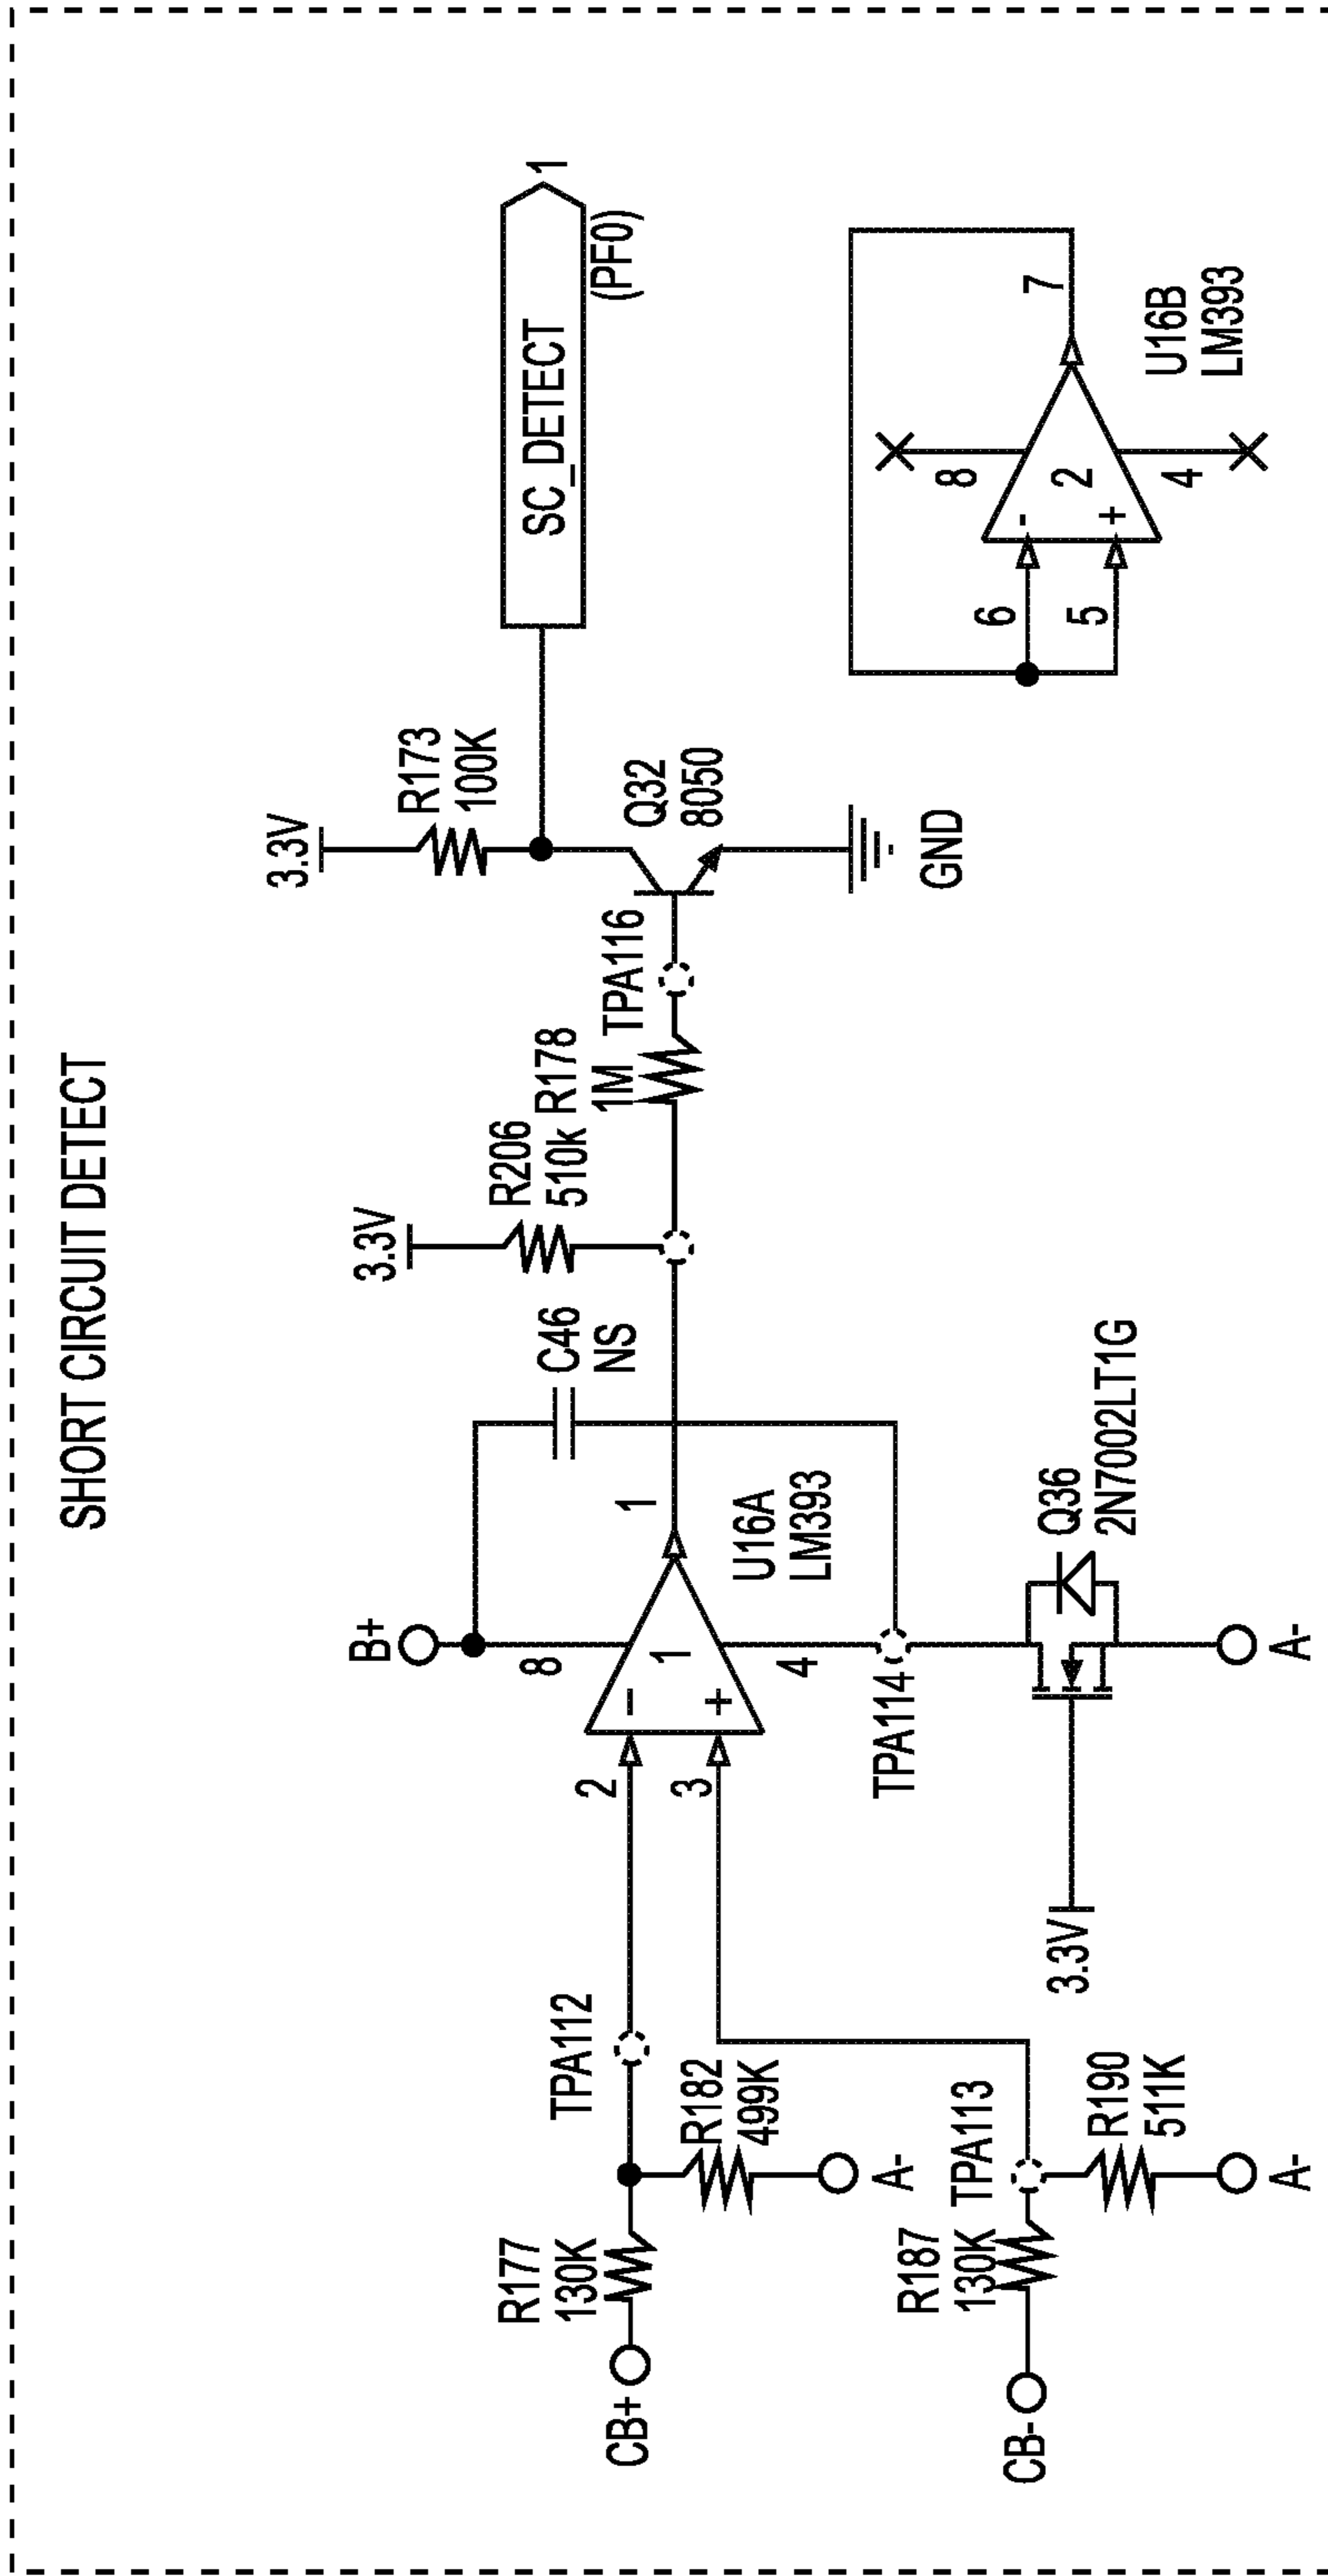 SHORT CIRCUIT DETECT
CB+
R177
130K
TPA112
R182
499K
A-
CB-
R187
130K
TPA113
R190
511K
A-
2
3
-
+
1
8
4
1
B+
U16A
LM393
C46
NS
TPA114
3.3V
Q36
2N7002LT1G
A-
3.3V
R206
510k
R178
1M
TPA116
3.3V
R173
100K
Q32
8050
GND
SC_DETECT
1
(PF0)
6
5
-
+
2
8
4
7
U16B
LM393